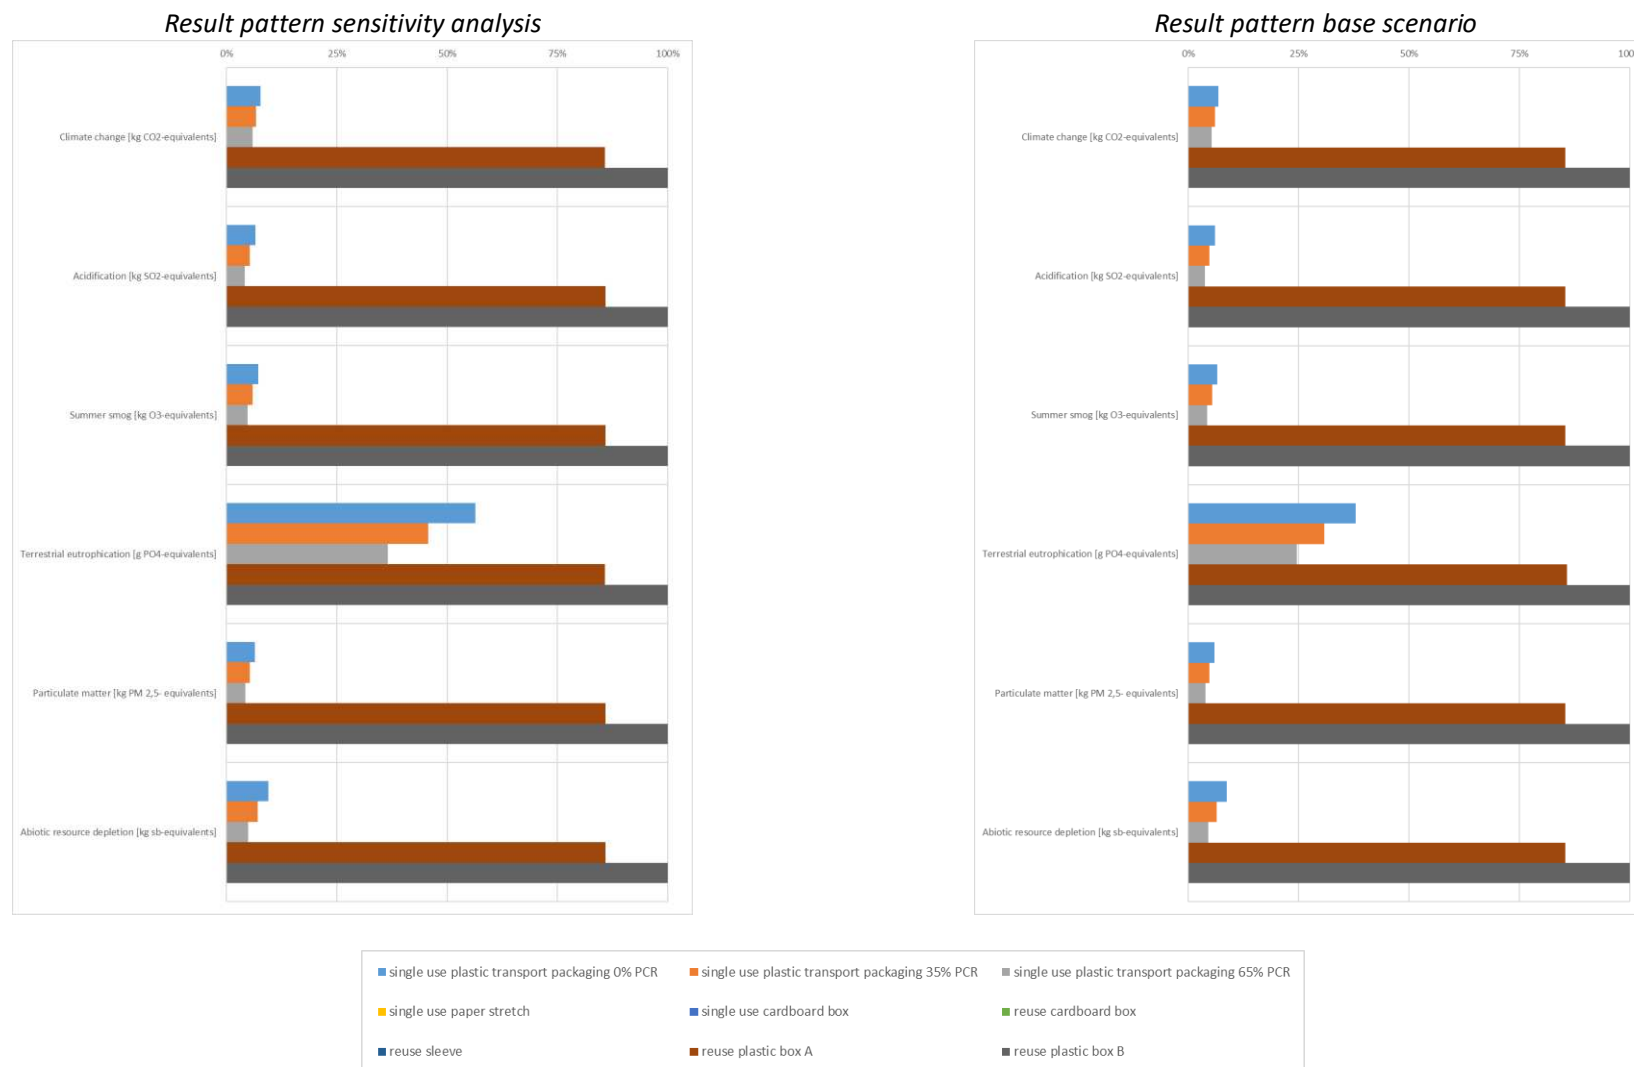 Result pattern sensitivity analysis
0% 25% 50% 75% 100%
Climate change [kg CO2-equivalents]
Acidification [kg SO2-equivalents]
Summer smog [kg O3-equivalents]
Terrestrial eutrophication [g PO4-equivalents]
Particulate matter [kg PM 2,5- equivalents]
Abiotic resource depletion [kg sb-equivalents]
Result pattern base scenario
0% 25% 50% 75% 100
Climate change [kg CO2-equivalents]
Acidification [kg SO2-equivalents]
Summer smog [kg O3-equivalents]
Terrestrial eutrophication [g PO4-equivalents]
Particulate matter [kg PM 2,5- equivalents]
Abiotic resource depletion [kg sb-equivalents]
single use plastic transport packaging 0% PCR single use plastic transport packaging 35% PCR single use plastic transport packaging 65% PCR
single use paper stretch single use cardboard box reuse cardboard box
reuse sleeve reuse plastic box A reuse plastic box B